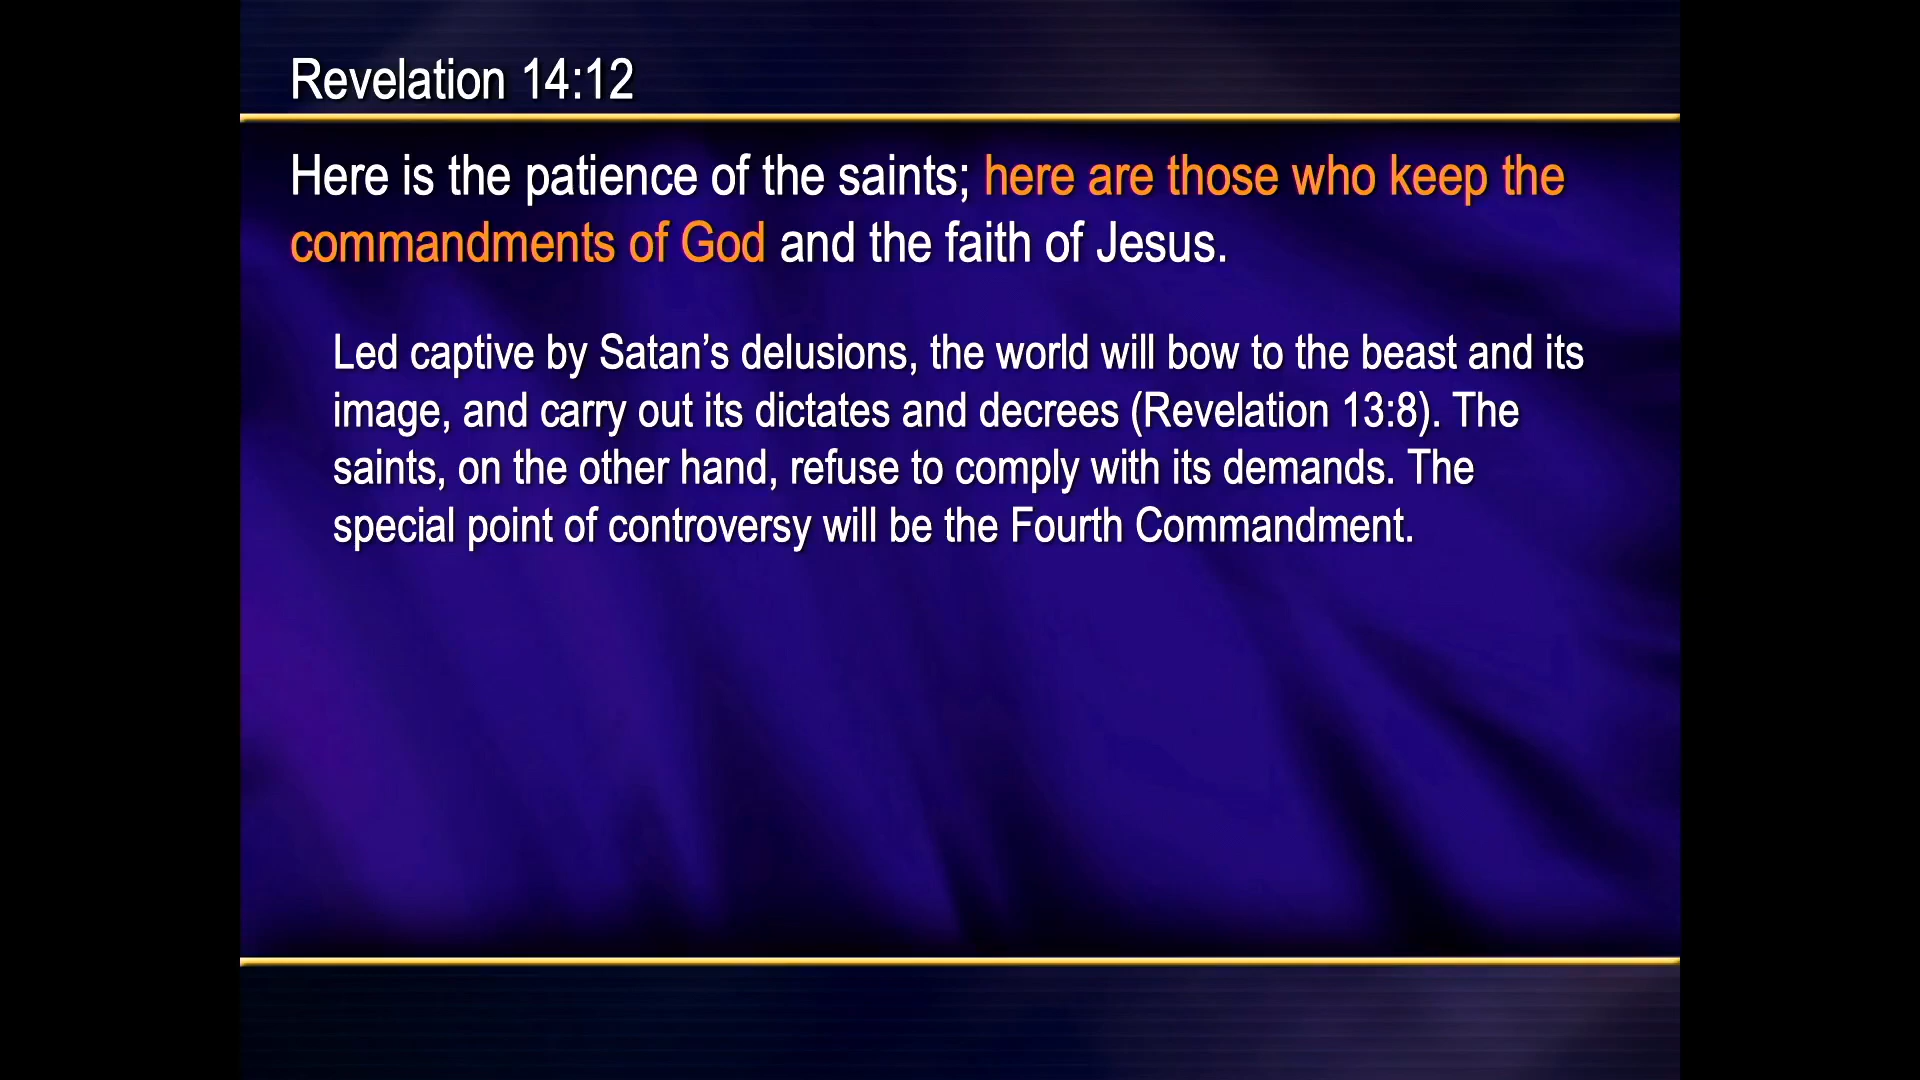 Revelation 14:12
Here is the patience of the saints; here are those who keep the
commandments of God and the faith of Jesus.
Led captive by Satan’s delusions, the world will bow to the beast and its
image, and carry out its dictates and decrees (Revelation 13:8). The
saints, on the other hand, refuse to comply with its demands. The
special point of controversy will be the Fourth Commandment.